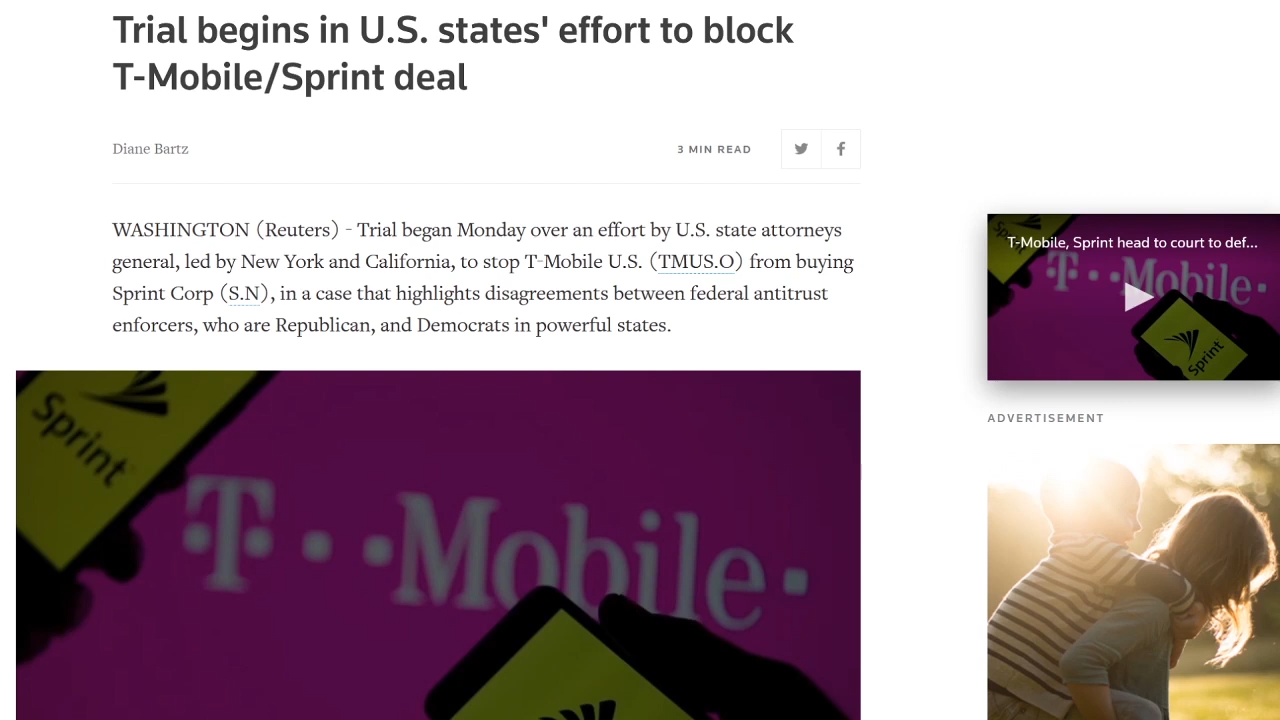 Trial begins in U.S. states' effort to block
T-Mobile/Sprint deal
Diane Bartz
3 MIN READ
WASHINGTON (Reuters) - Trial began Monday over an effort by U.S. state attorneys
general, led by New York and California, to stop T-Mobile U.S. (TMUS.O) from buying
Sprint Corp (S.N), in a case that highlights disagreements between federal antitrust
enforcers, who are Republican, and Democrats in powerful states.
Sprint
T··Mobile·
T-Mobile, Sprint head to court to def...
Sprint
T··Mobile·
Sprint
ADVERTISEMENT